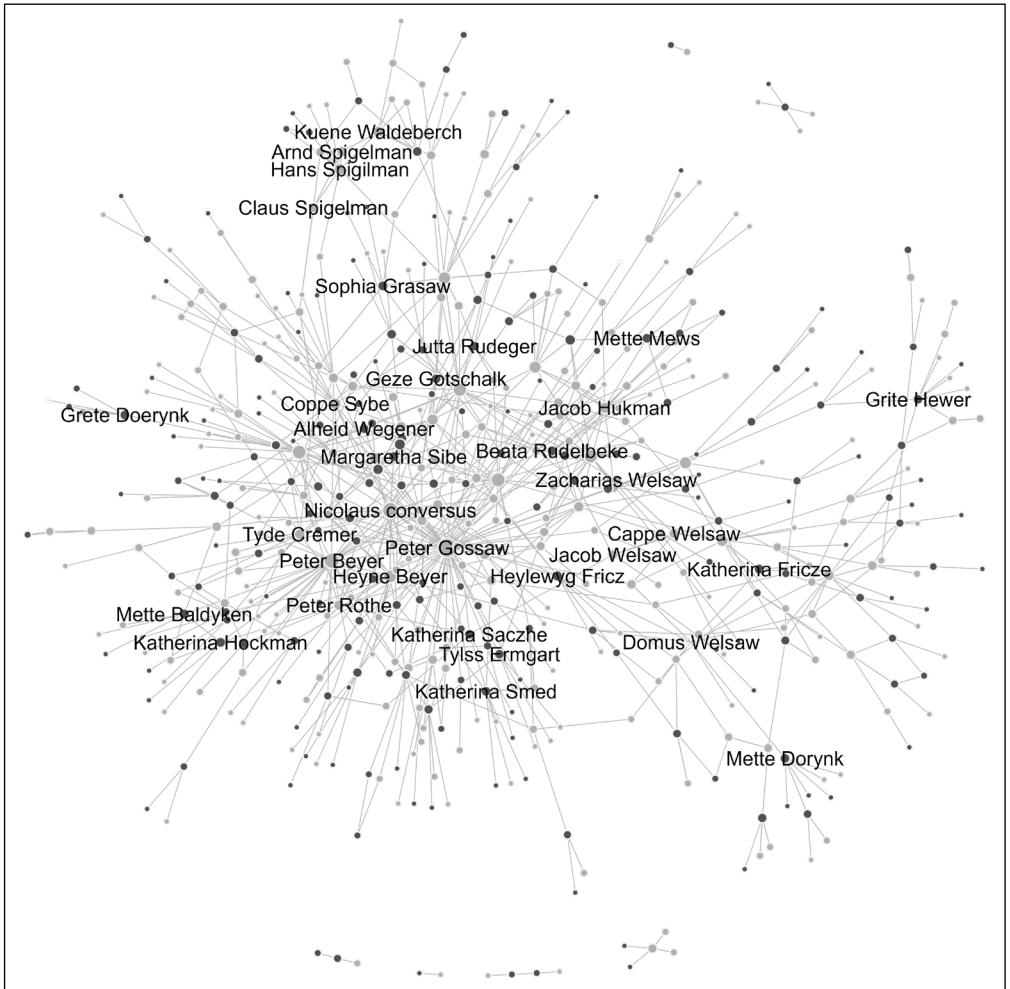 Kuene Waldeberch
Arnd Spigelman
Hans Spigilman
Claus Spigelman
Sophia Grasaw
Mette Mews
Jutta Rudeger
Geze Gotschalk
Grite Hewer
Coppe Sybe
Jacob Hukman
Grete Doerynk
Alheid Wegener
Beata Rudelbeke
Margaretha Sibe
Zacharias Welsaw
Nicolaus conversus
Tyde Cremer
Cappe Welsaw
Peter Gossaw
Jacob Welsaw
Peter Beyer
Katherina Fricze
Heyne Beyer
Heylewyg Fricz
Peter Rothe
Mette Baldyken
Katherina Saczhe
Katherina Hockman
Domus Welsaw
Tylss Ermgart
Katherina Smed
Mette Dorynk